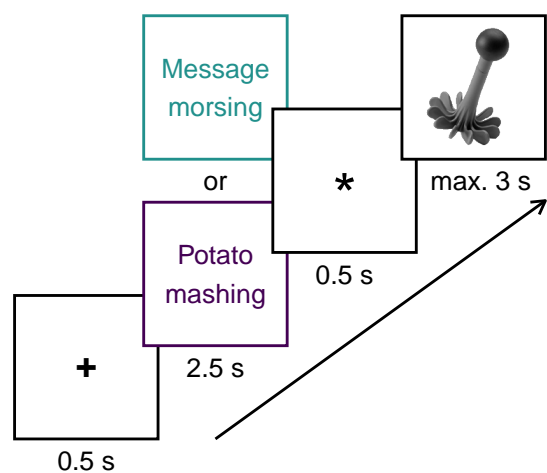 Message
morsing
or
Potato
mashing
2.5 s
+
0.5 s
*
0.5 s
max. 3 s